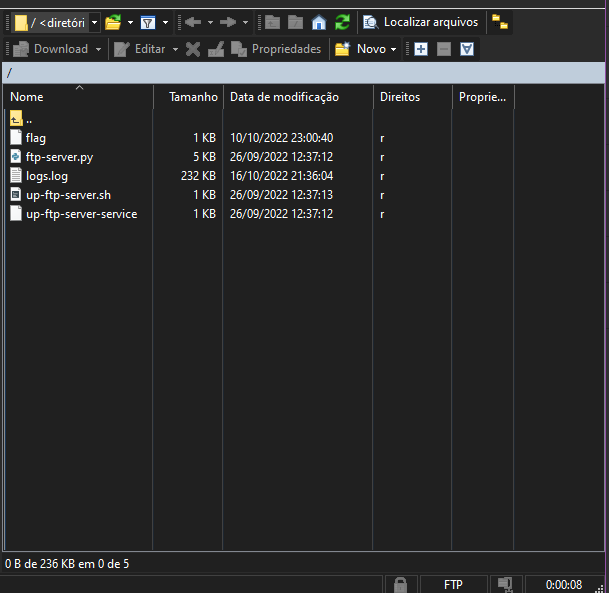 / <diretóri
Localizar arquivos
Download
Editar
Propriedades
Novo
/
Nome Tamanho Data de modificação Direitos Proprie...
..
flag 1 KB 10/10/2022 23:00:40 r
ftp-server.py 5 KB 26/09/2022 12:37:12 r
logs.log 232 KB 16/10/2022 21:36:04 r
up-ftp-server.sh 1 KB 26/09/2022 12:37:13 r
up-ftp-server-service 1 KB 26/09/2022 12:37:12 r
0 B de 236 KB em 0 de 5
FTP 0:00:08